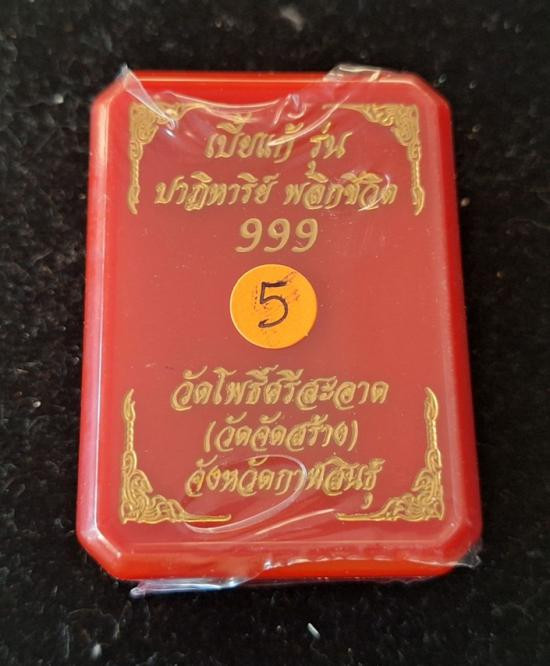 เบี้ยแก้ รุ่น
ปาฏิหาริย์ พลิกชีวิต
999
5
วัดโพธิ์ศรีสะอาด
(วัดจัดสร้าง)
จังหวัดกาฬสินธุ์